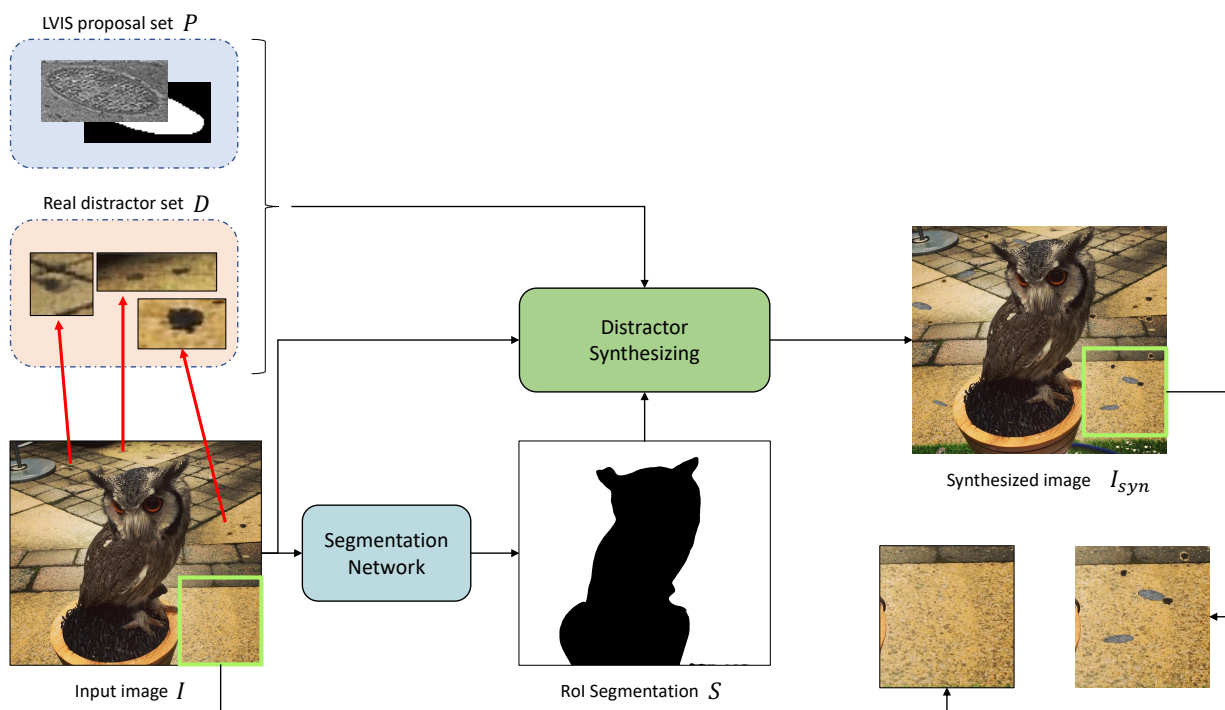 LVIS proposal set P
Real distractor set D
Distractor
Synthesizing
Synthesized image I_syn
Segmentation
Network
Input image I
RoI Segmentation S